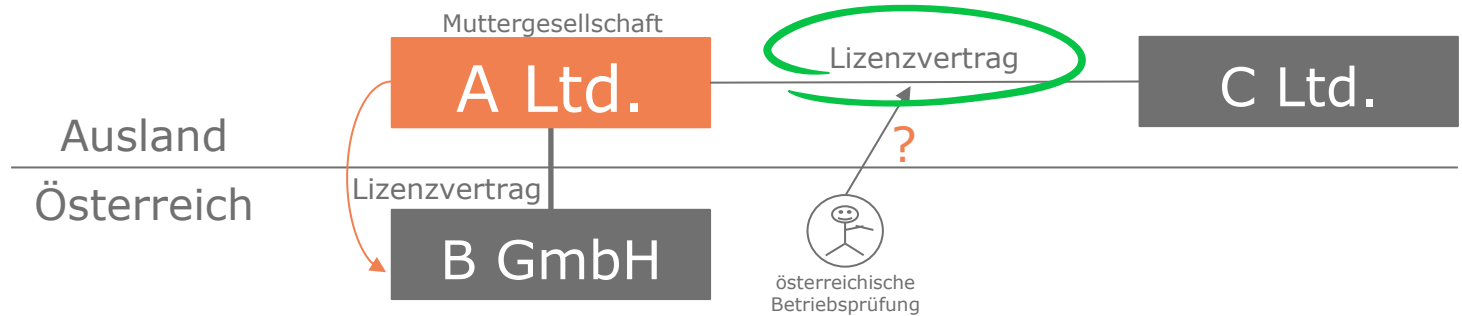 Muttergesellschaft
A Ltd.
Lizenzvertrag
C Ltd.
Ausland
?
Österreich
Lizenzvertrag
B GmbH
österreichische
Betriebsprüfung